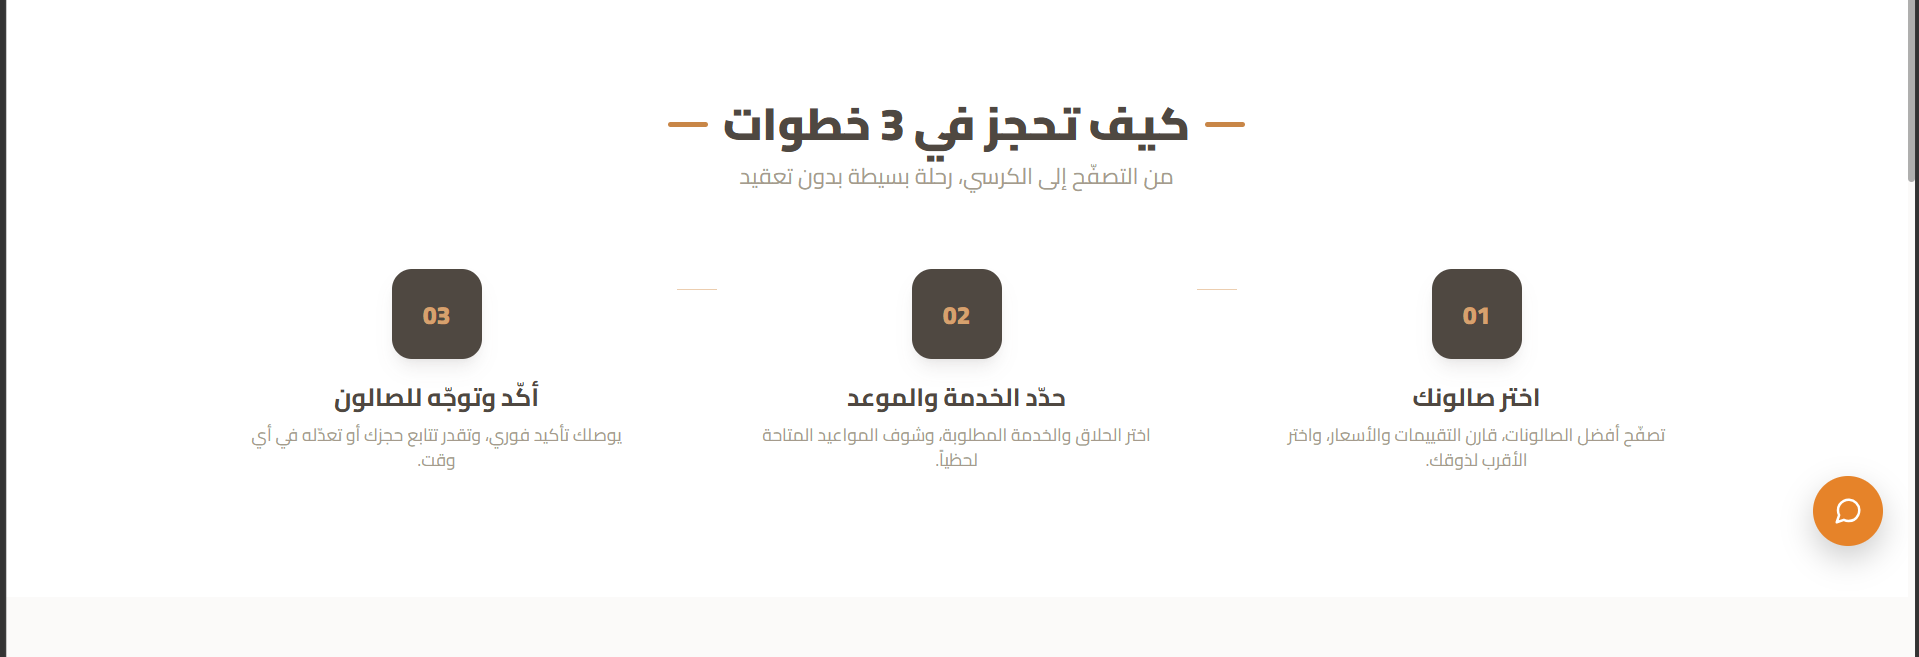 كيف تحجز في 3 خطوات
من التصفّح إلى الكرسي، رحلة بسيطة بدون تعقيد
01
اختر صالونك
تصفّح أفضل الصالونات، قارن التقييمات والأسعار، واختر
الأقرب لذوقك.
02
حدّد الخدمة والموعد
اختر الحلاق والخدمة المطلوبة، وشوف المواعيد المتاحة
لحظياً.
03
أكّد وتوجّه للصالون
يوصلك تأكيد فوري، وتقدر تتابع حجزك أو تعدّله في أي
وقت.